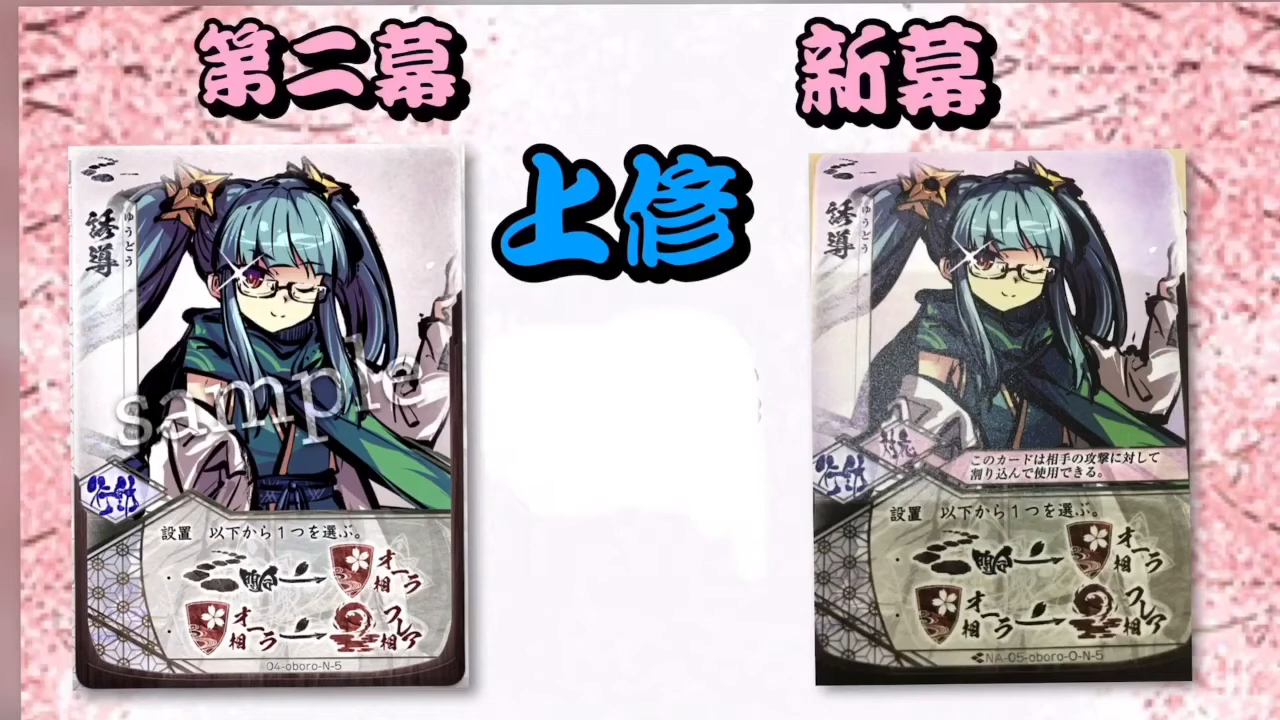 第二幕
新幕
上修
誘導
ゆうどう
sample
行動
設置 以下から1つを選ぶ。
・間合→相オーラ
・相オーラ→相フレア
04-oboro-N-5
誘導
ゆうどう
対応
行動
このカードは相手の攻撃に対して
割り込んで使用できる。
設置 以下から1つを選ぶ。
・間合→相オーラ
・相オーラ→相フレア
NA-05-oboro-O-N-5